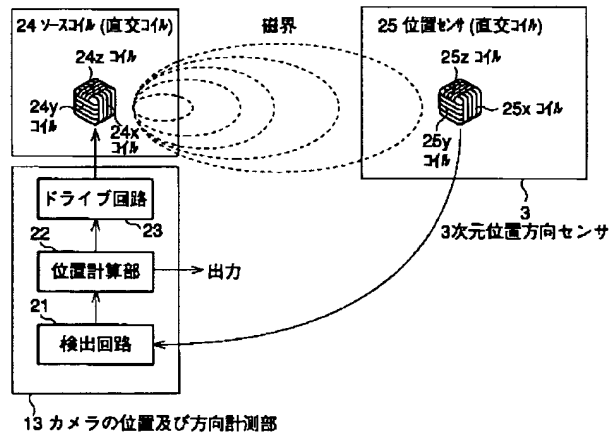 24 ソースコイル (直交コイル)
24z コイル
24y
コイル
24x
コイル
磁界
25 位置センサ (直交コイル)
25z コイル
25x コイル
25y
コイル
3
3次元位置方向センサ
ドライブ回路
23
22
位置計算部
出力
21
検出回路
13 カメラの位置及び方向計測部